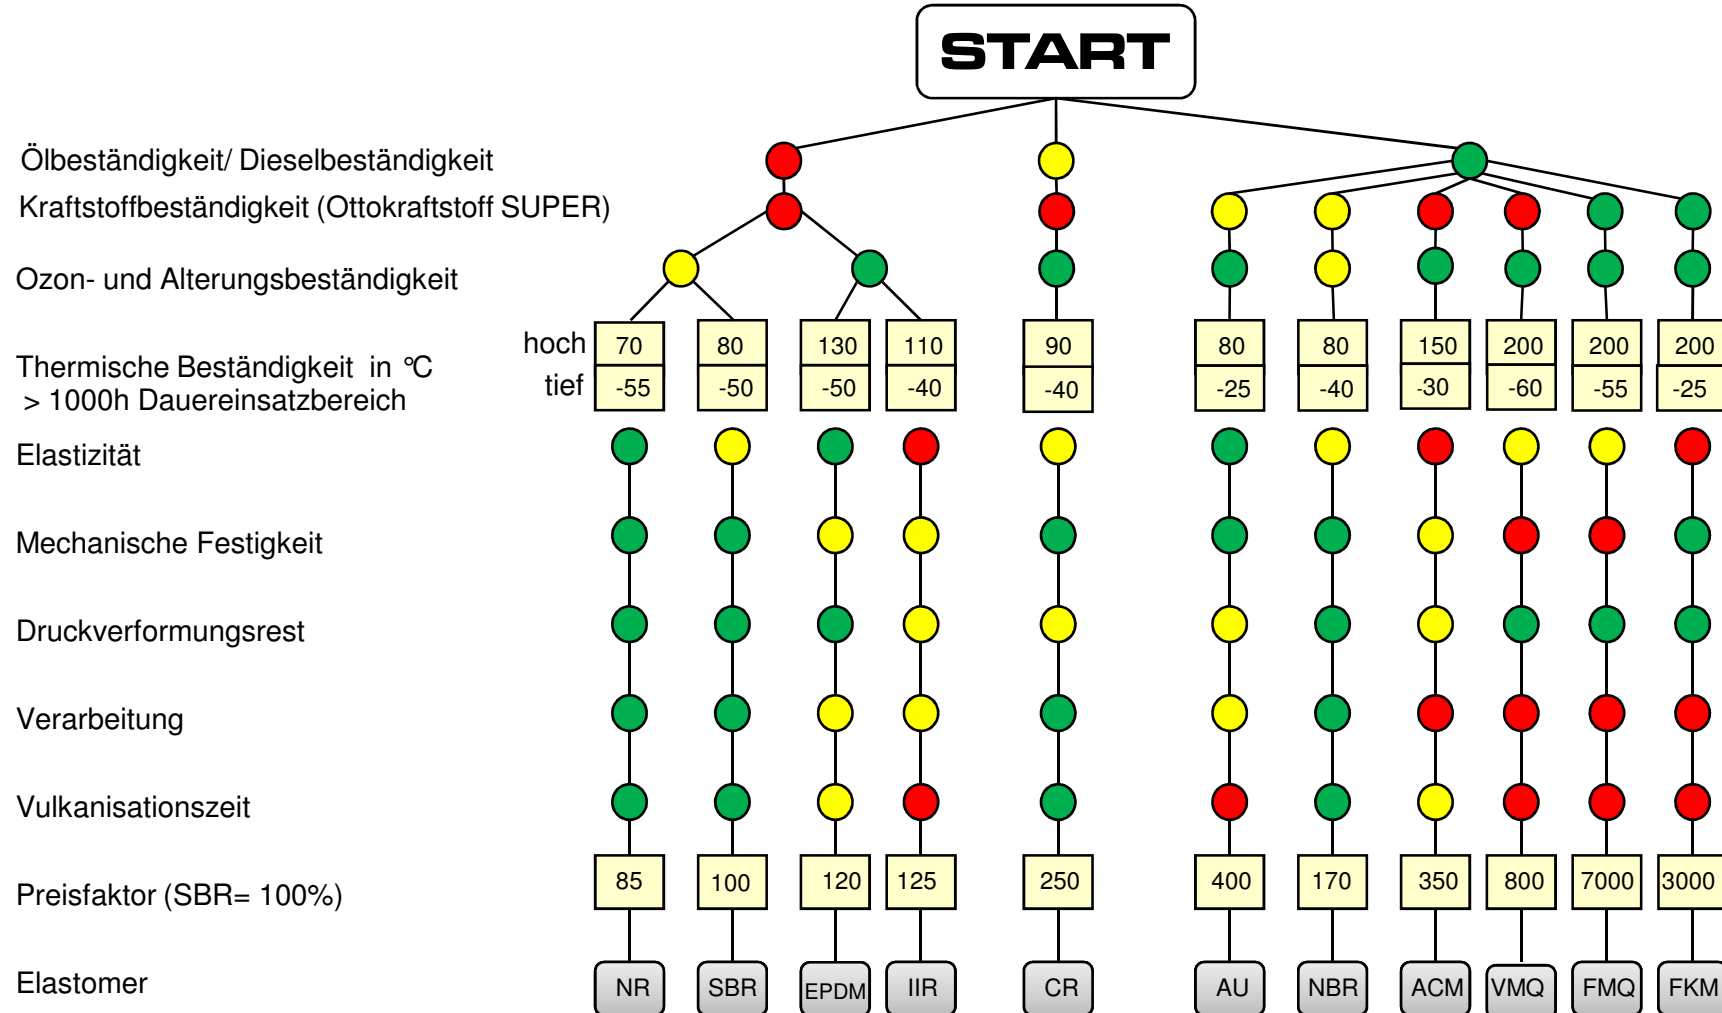 START
Ölbeständigkeit/ Dieselbeständigkeit
Kraftstoffbeständigkeit (Ottokraftstoff SUPER)
Ozon- und Alterungsbeständigkeit
Thermische Beständigkeit in °C
> 1000h Dauereinsatzbereich
hoch 70 80 130 110 90 80 80 150 200 200 200
tief -55 -50 -50 -40 -40 -25 -40 -30 -60 -55 -25
Elastizität
Mechanische Festigkeit
Druckverformungsrest
Verarbeitung
Vulkanisationszeit
Preisfaktor (SBR= 100%) 85 100 120 125 250 400 170 350 800 7000 3000
Elastomer NR SBR EPDM IIR CR AU NBR ACM VMQ FMQ FKM